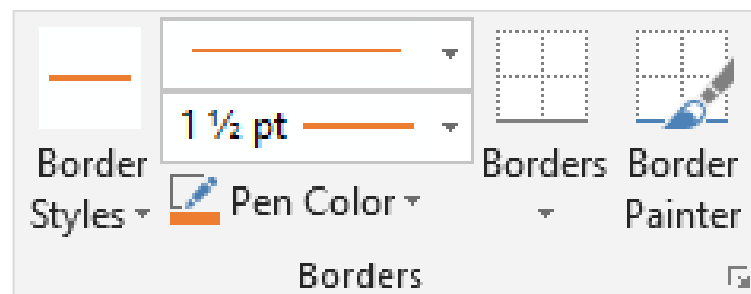 Border
Styles
1 ½ pt
Pen Color
Borders
Border
Painter
Borders